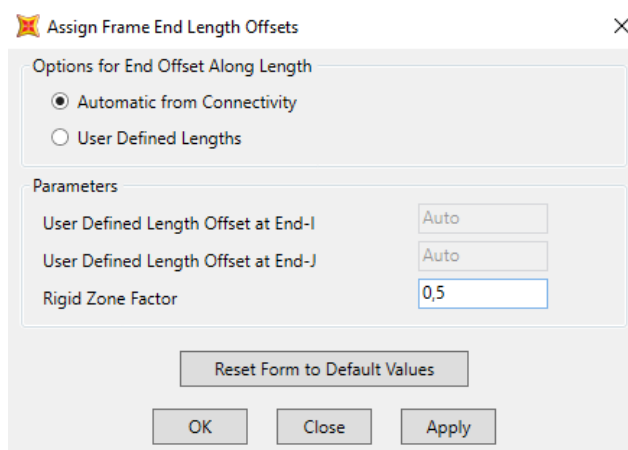 Assign Frame End Length Offsets
Options for End Offset Along Length
Automatic from Connectivity
User Defined Lengths
Parameters
User Defined Length Offset at End-I Auto
User Defined Length Offset at End-J Auto
Rigid Zone Factor 0,5
Reset Form to Default Values
OK Close Apply